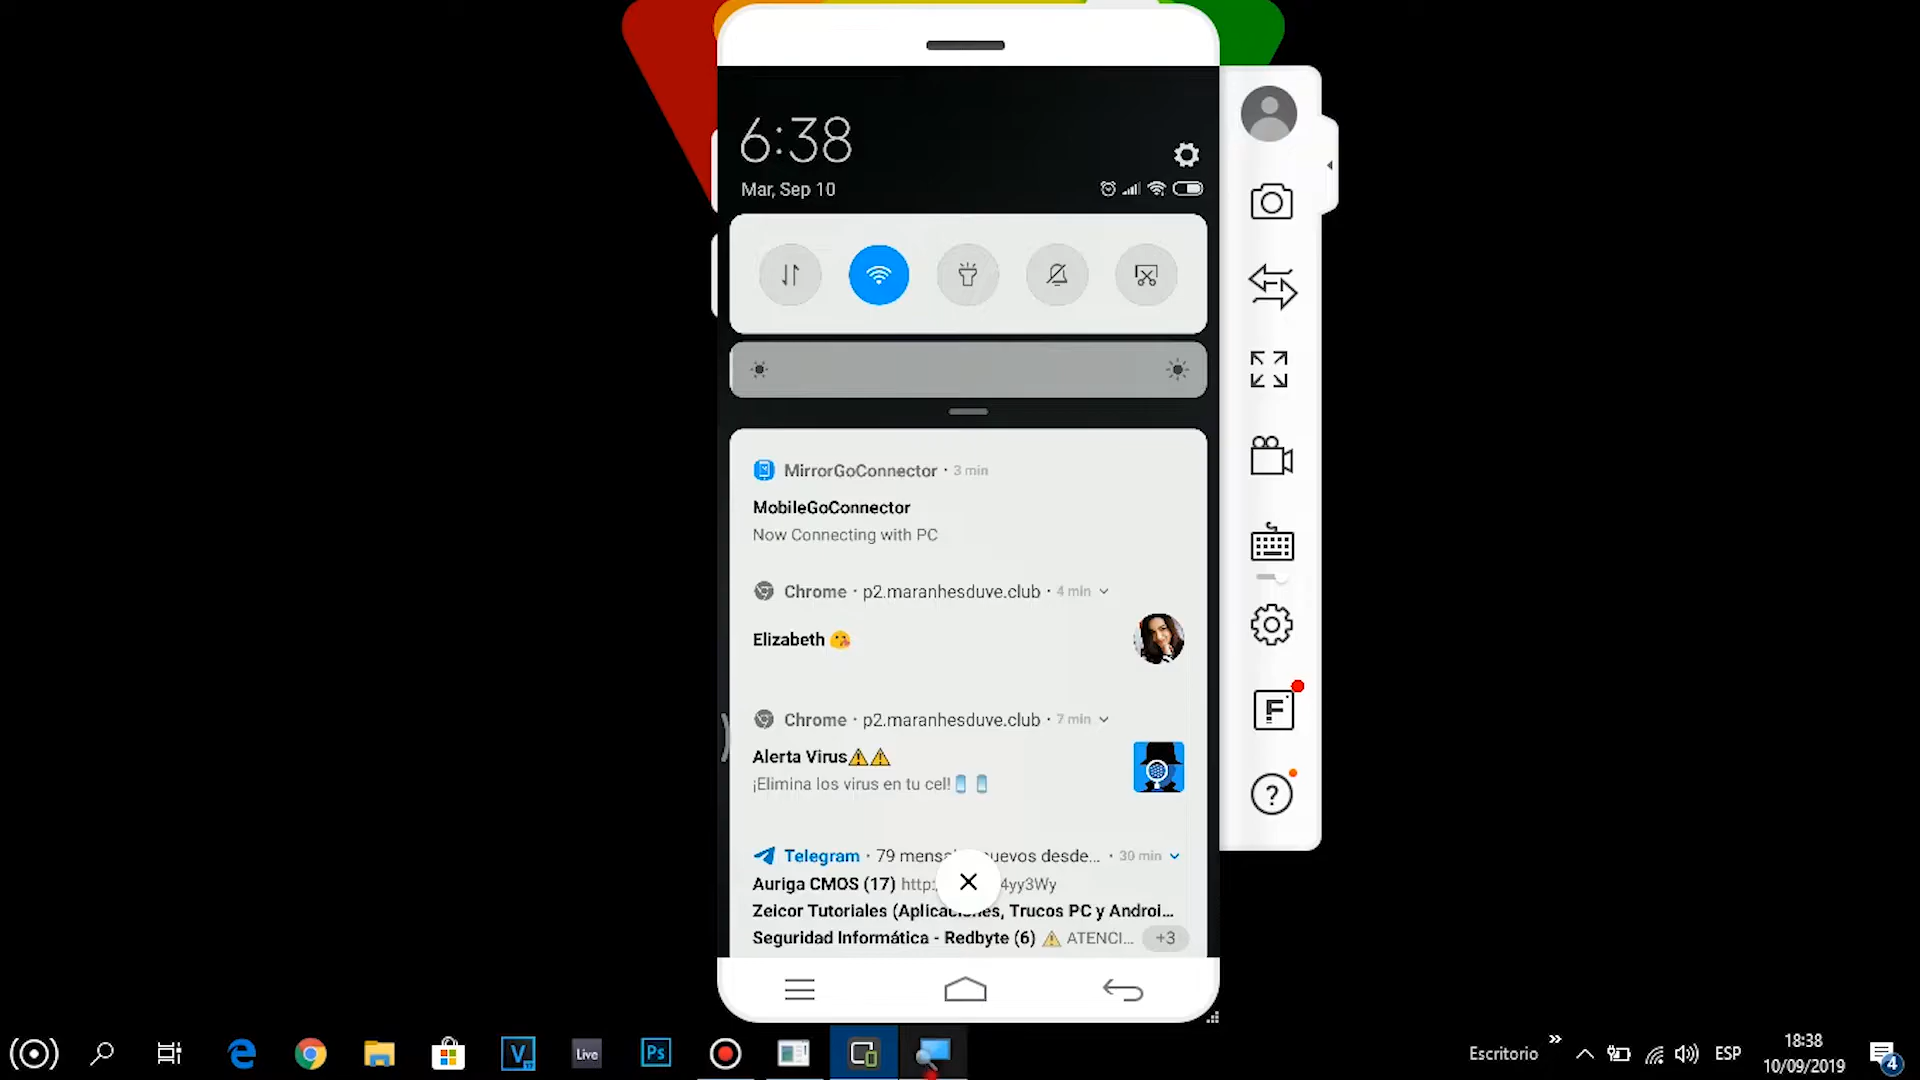 6:38
Mar, Sep 10
MirrorGoConnector · 3 min
MobileGoConnector
Now Connecting with PC
Chrome · p2.maranhesduve.club · 4 min
Elizabeth 😘
Chrome · p2.maranhesduve.club · 7 min
Alerta Virus⚠⚠
¡Elimina los virus en tu cel!
Telegram · 79 uevos desde... · 30 min
Auriga CMOS (17) http: 4yy3Wy
Zeicor Tutoriales (Aplicaciones, Trucos PC y Androi...
Seguridad Informática - Redbyte (6) ⚠ ATENCI... +3
F
?
V
17
Live
Ps
Escritorio
ESP
18:38
10/09/2019
4